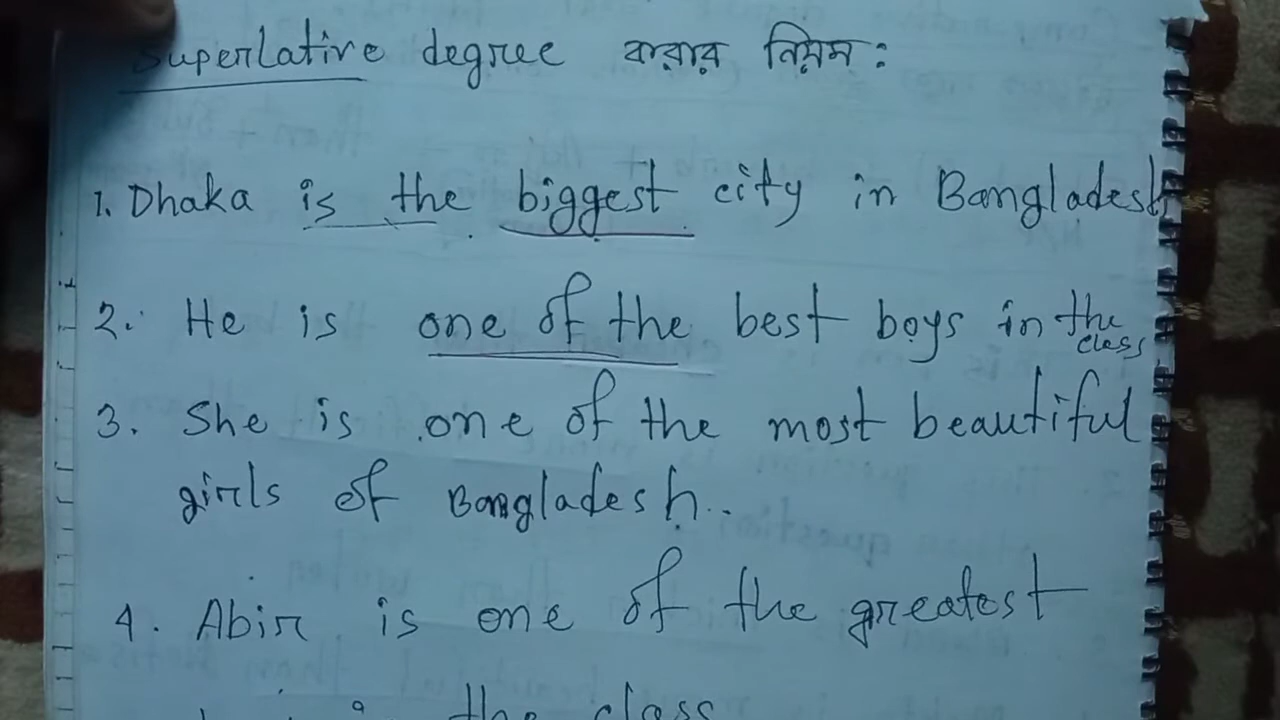 Superlative degree করার নিয়ম:
1. Dhaka is the biggest city in Bangladesh
2. He is one of the best boys in the
class
3. She is one of the most beautiful
girls of Bangladesh..
4. Abir is one of the greatest
the class